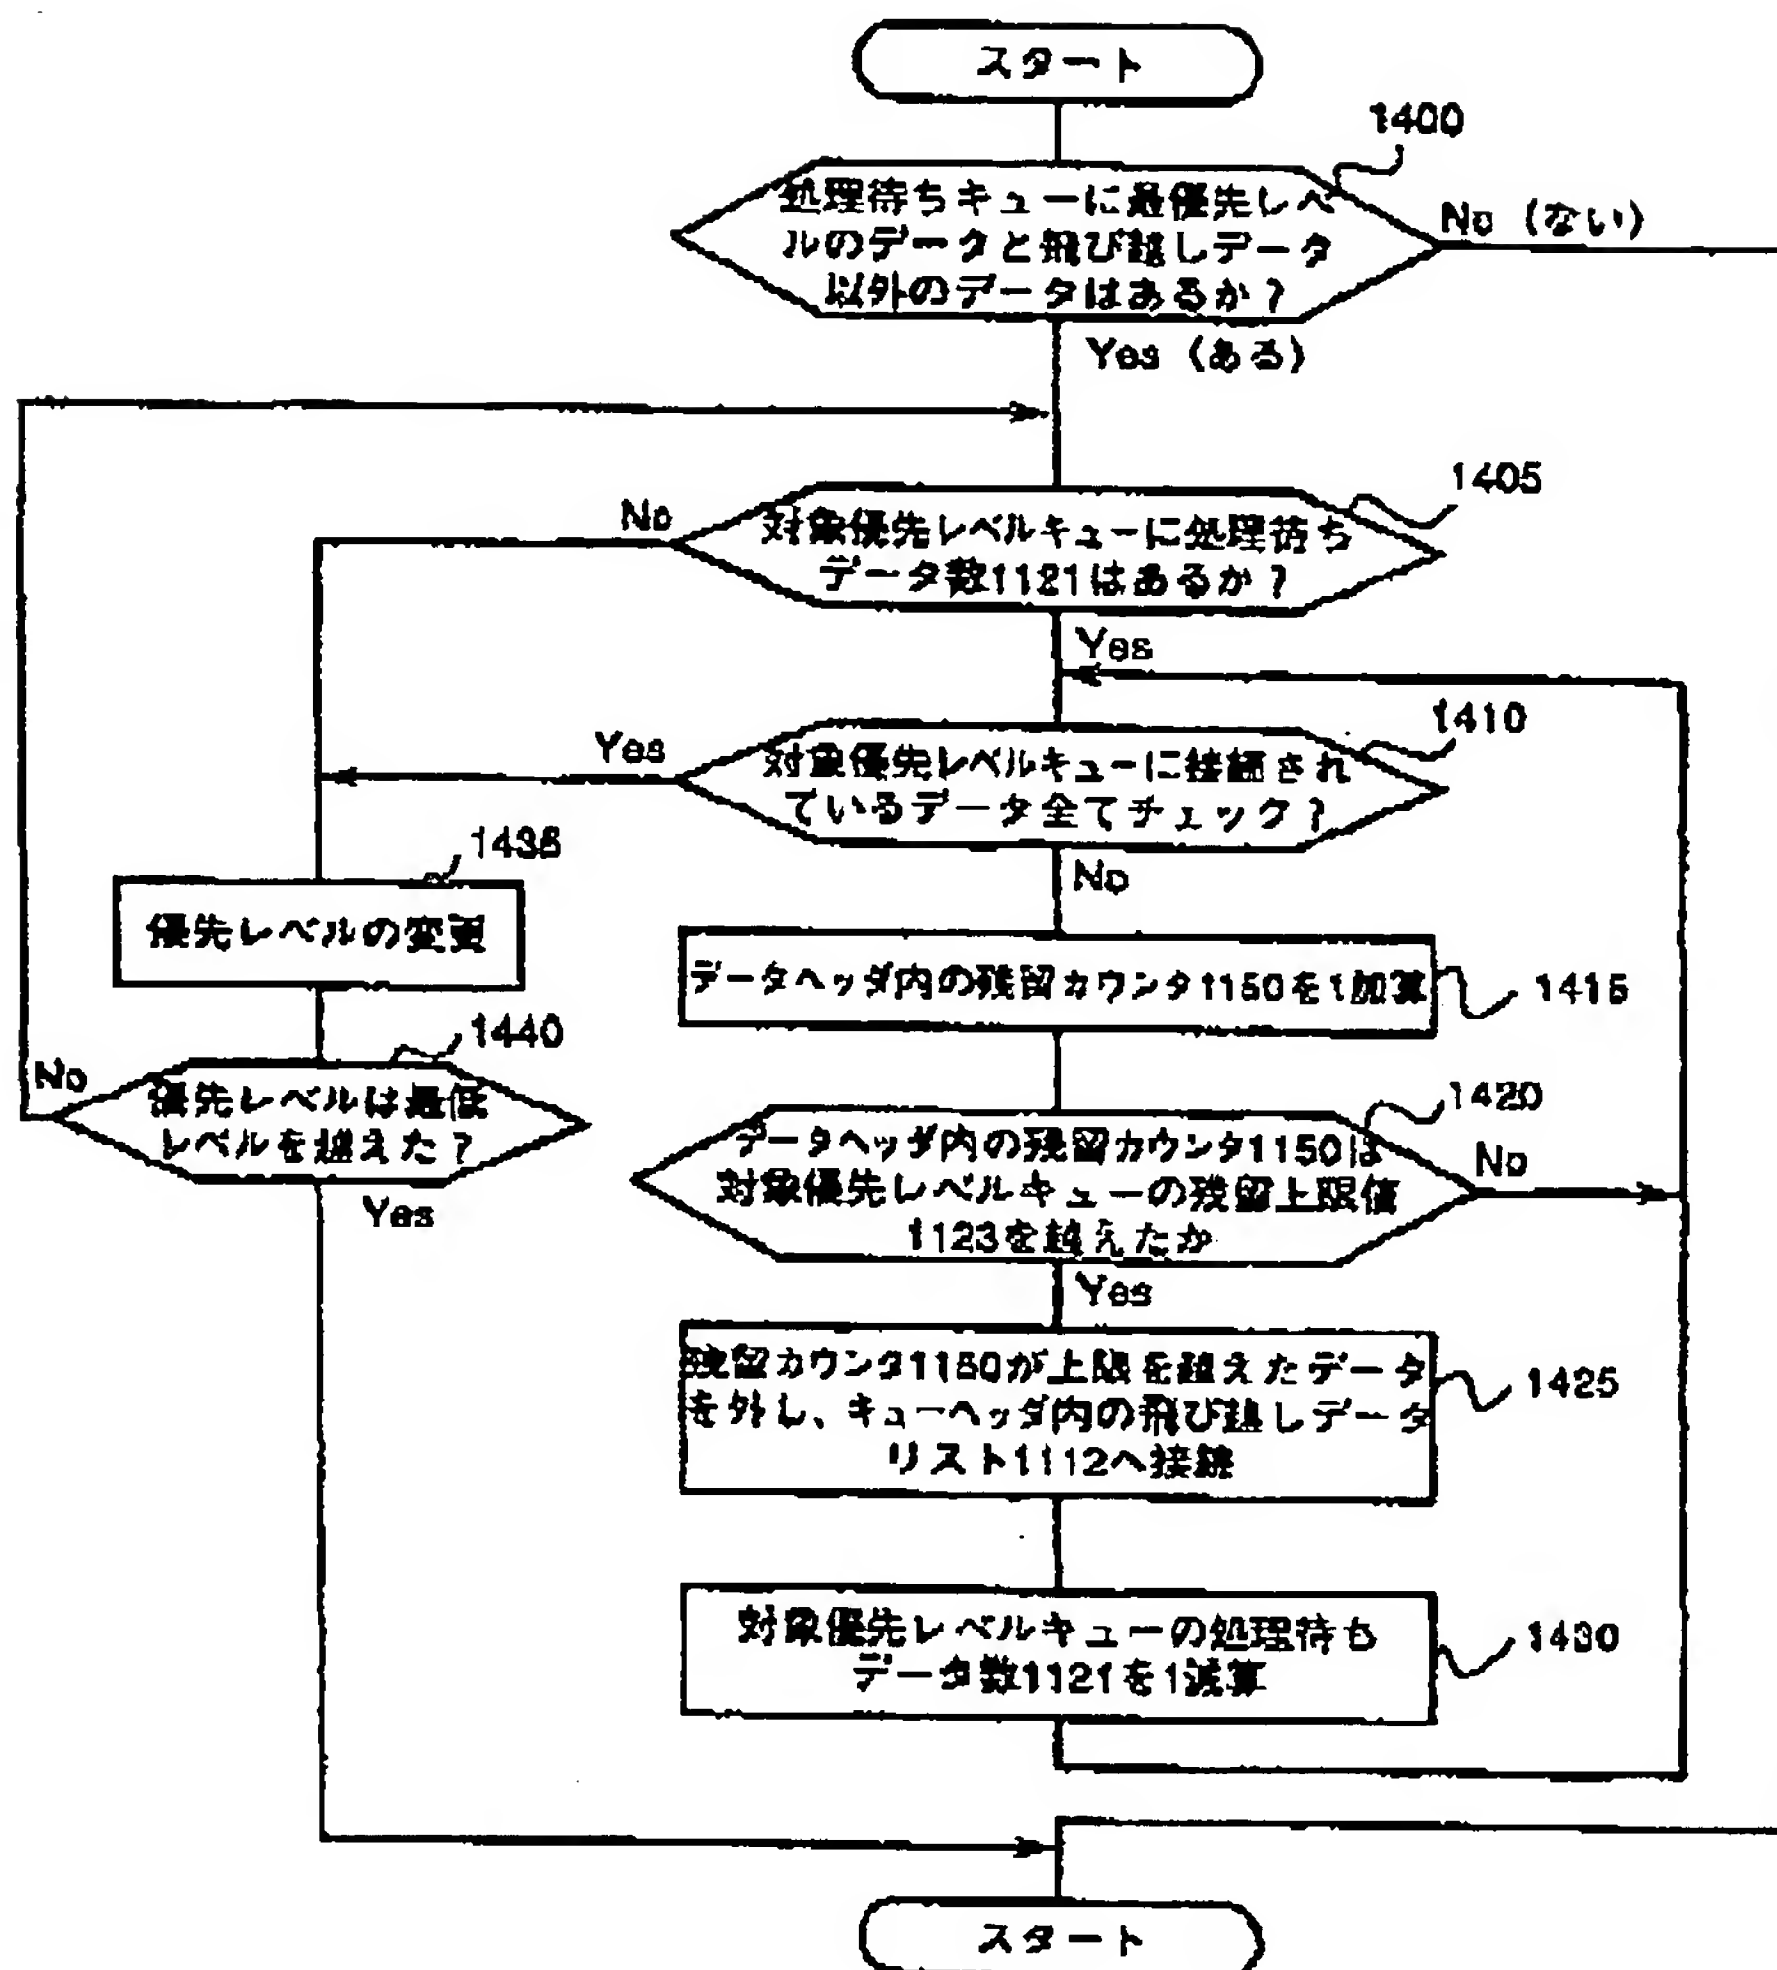 スタート
1400
処理待ちキューに最優先レベ
ルのデータと飛び越しデータ
以外のデータはあるか？
No（ない）
Yes（ある）
1405
No
対象優先レベルキューに処理待ち
データ数1121はあるか？
Yes
1410
Yes
対象優先レベルキューに接続され
ているデータ全てチェック？
No
1435
優先レベルの変更
データヘッダ内の残留カウンタ1150を1加算
1415
1440
No
優先レベルは最低
レベルを越えた？
Yes
1420
データヘッダ内の残留カウンタ1150は
対象優先レベルキューの残留上限値
1123を越えたか
No
Yes
残留カウンタ1150が上限を越えたデータ
を外し、キューヘッダ内の飛び越しデータ
リスト1112へ接続
1425
対象優先レベルキューの処理待ち
データ数1121を1減算
1430
スタート